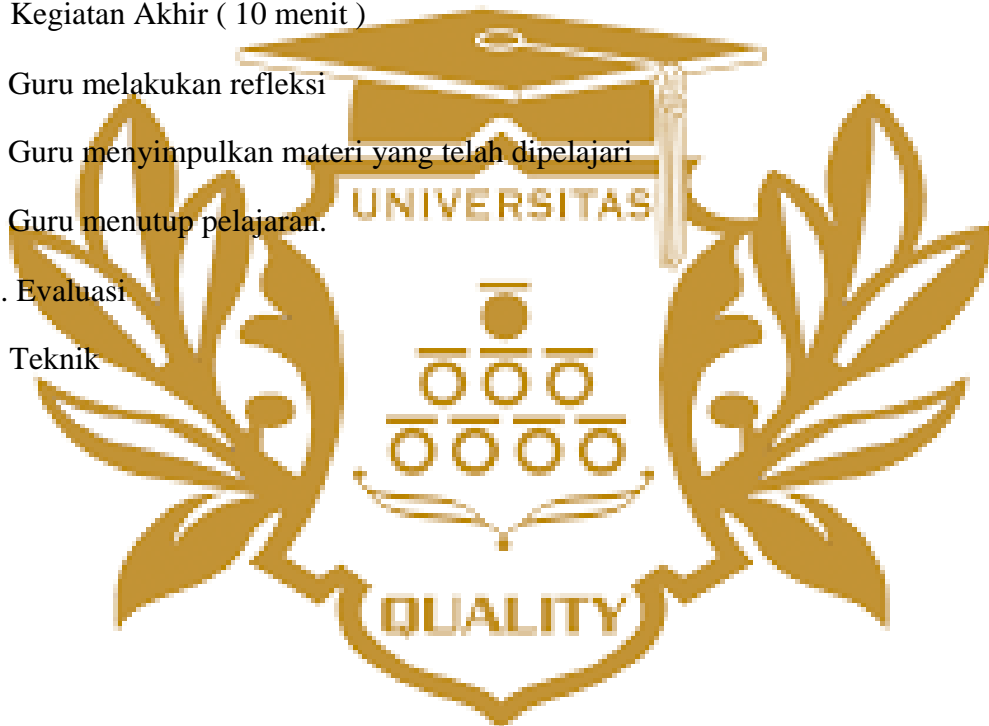 Kegiatan Akhir ( 10 menit )
Guru melakukan refleksi
Guru menyimpulkan materi yang telah dipelajari
UNIVERSITAS
Guru menutup pelajaran.
. Evaluasi
Teknik
QUALITY